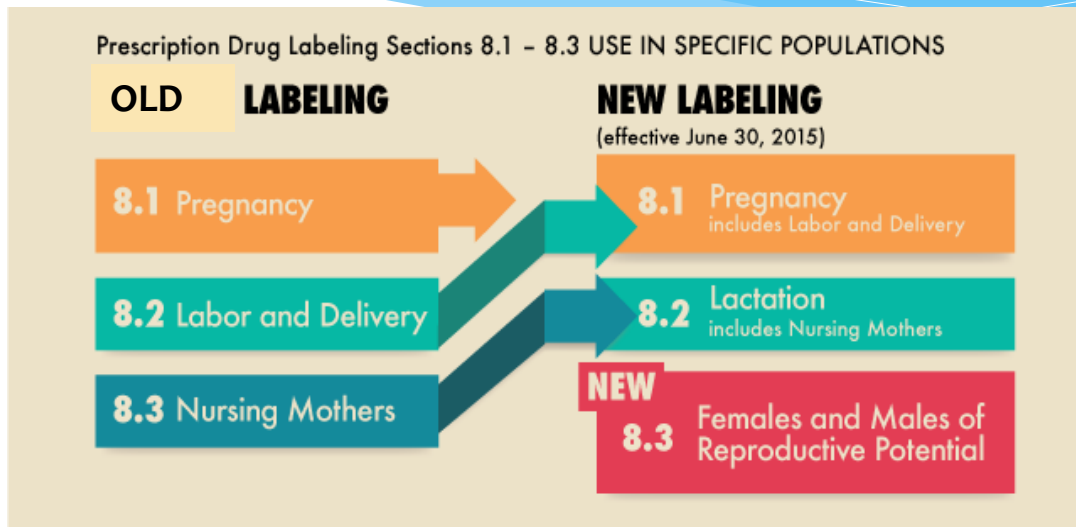 Prescription Drug Labeling Sections 8.1 – 8.3 USE IN SPECIFIC POPULATIONS
OLD LABELING
8.1 Pregnancy
8.2 Labor and Delivery
8.3 Nursing Mothers
NEW LABELING
(effective June 30, 2015)
8.1 Pregnancy
includes Labor and Delivery
8.2 Lactation
includes Nursing Mothers
NEW
8.3 Females and Males of
Reproductive Potential